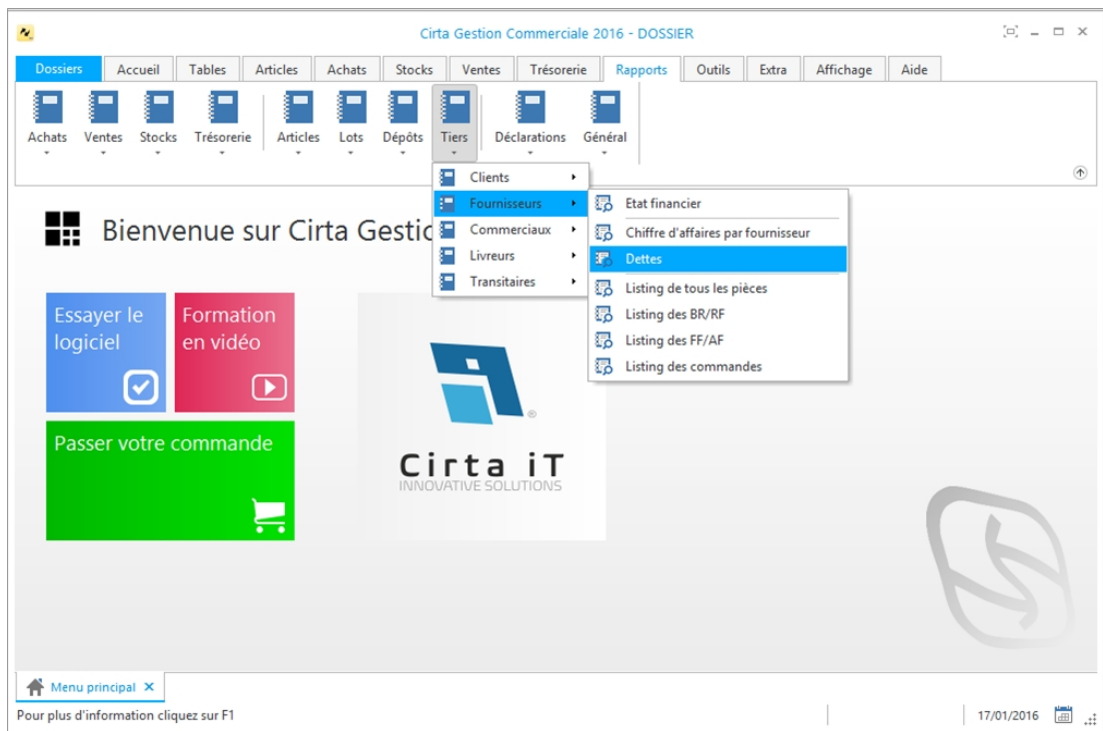 Cirta Gestion Commerciale 2016 - DOSSIER
Dossiers Accueil Tables Articles Achats Stocks Ventes Trésorerie Rapports Outils Extra Affichage Aide
Achats Ventes Stocks Trésorerie Articles Lots Dépôts Tiers Déclarations Général
Clients
Fournisseurs
Commerciaux
Livreurs
Transitaires
Etat financier
Chiffre d'affaires par fournisseur
Dettes
Listing de tous les pièces
Listing des BR/RF
Listing des FF/AF
Listing des commandes
Bienvenue sur Cirta Gestio
Essayer le
logiciel
Formation
en vidéo
Passer votre commande
Cirta iT
INNOVATIVE SOLUTIONS
Menu principal
Pour plus d'information cliquez sur F1
17/01/2016